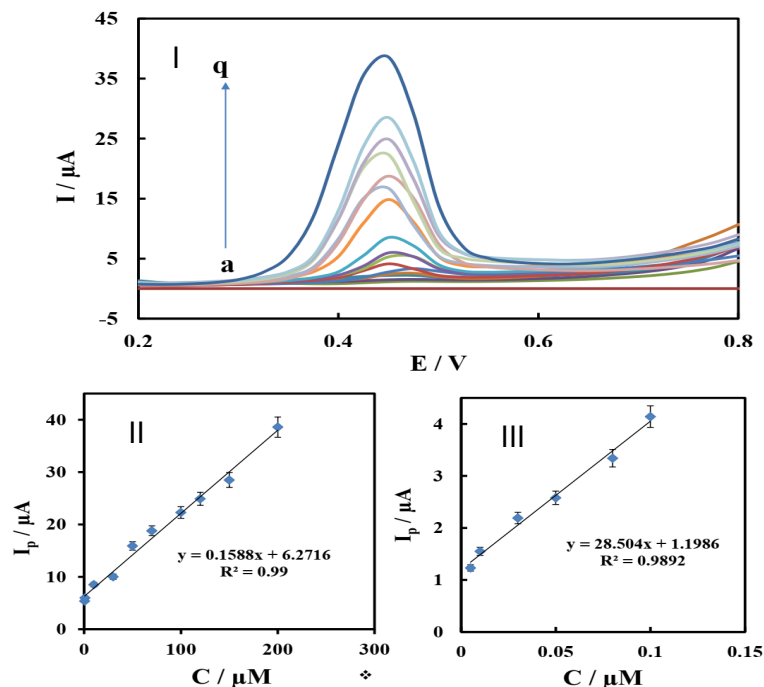 45
35
25
15
5
-5
I / µA
I
q
a
0.2
0.4
0.6
0.8
E / V
40
30
20
10
0
I_p / µA
II
y = 0.1588x + 6.2716
R² = 0.99
0
100
200
300
C / µM
❖
4
2
0
I_p / µA
III
y = 28.504x + 1.1986
R² = 0.9892
0
0.05
0.1
0.15
C / µM